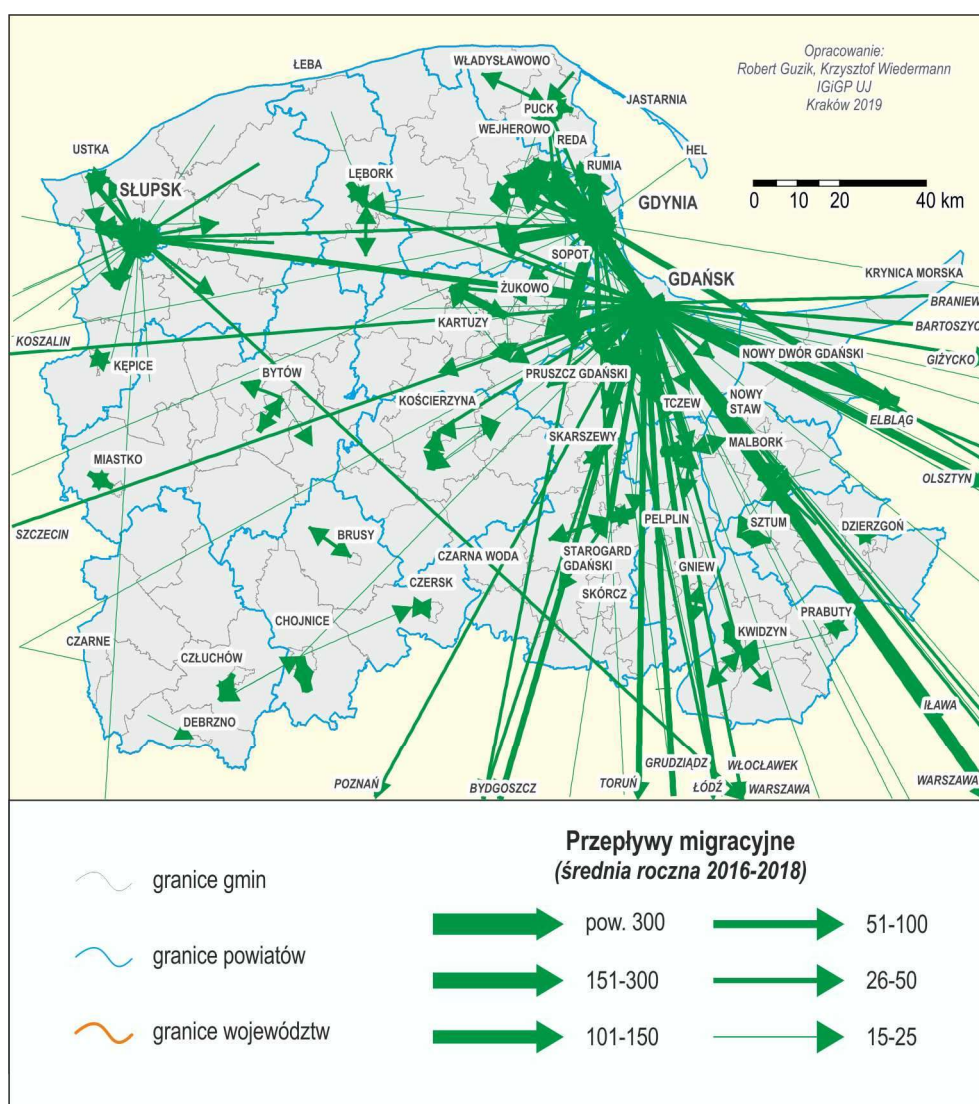 Opracowanie:
Robert Guzik, Krzysztof Wiedermann
IGiGP UJ
Kraków 2019
WŁADYSŁAWOWO
ŁEBA
JASTARNIA
PUCK
WEJHEROWO
REDA
HEL
USTKA
RUMIA
LĘBORK
SŁUPSK
0 10 20 40 km
GDYNIA
SOPOT
KRYNICA MORSKA
GDAŃSK
ŻUKOWO
BRANIEW
KARTUZY
BARTOSZYC
KOSZALIN
NOWY DWÓR GDAŃSKI
GIŻYCKO
KĘPICE
BYTÓW
PRUSZCZ GDAŃSKI
NOWY
STAW
KOŚCIERZYNA
TCZEW
ELBLĄG
SKARSZEWY
MALBORK
MIASTKO
OLSZTYN
PELPLIN
SZTUM
DZIERZGOŃ
SZCZECIN
BRUSY
CZARNA WODA
STAROGARD
GDAŃSKI
GNIEW
CZERSK
SKÓRCZ
PRABUTY
CHOJNICE
CZARNE
KWIDZYN
CZŁUCHÓW
IŁAWA
DEBRZNO
GRUDZIĄDZ
WŁOCŁAWEK
POZNAŃ
BYDGOSZCZ
TORUŃ
ŁÓDŹ
WARSZAWA
WARSZAWA
Przepływy migracyjne
(średnia roczna 2016-2018)
granice gmin
granice powiatów
granice województw
pow. 300
151-300
101-150
51-100
26-50
15-25